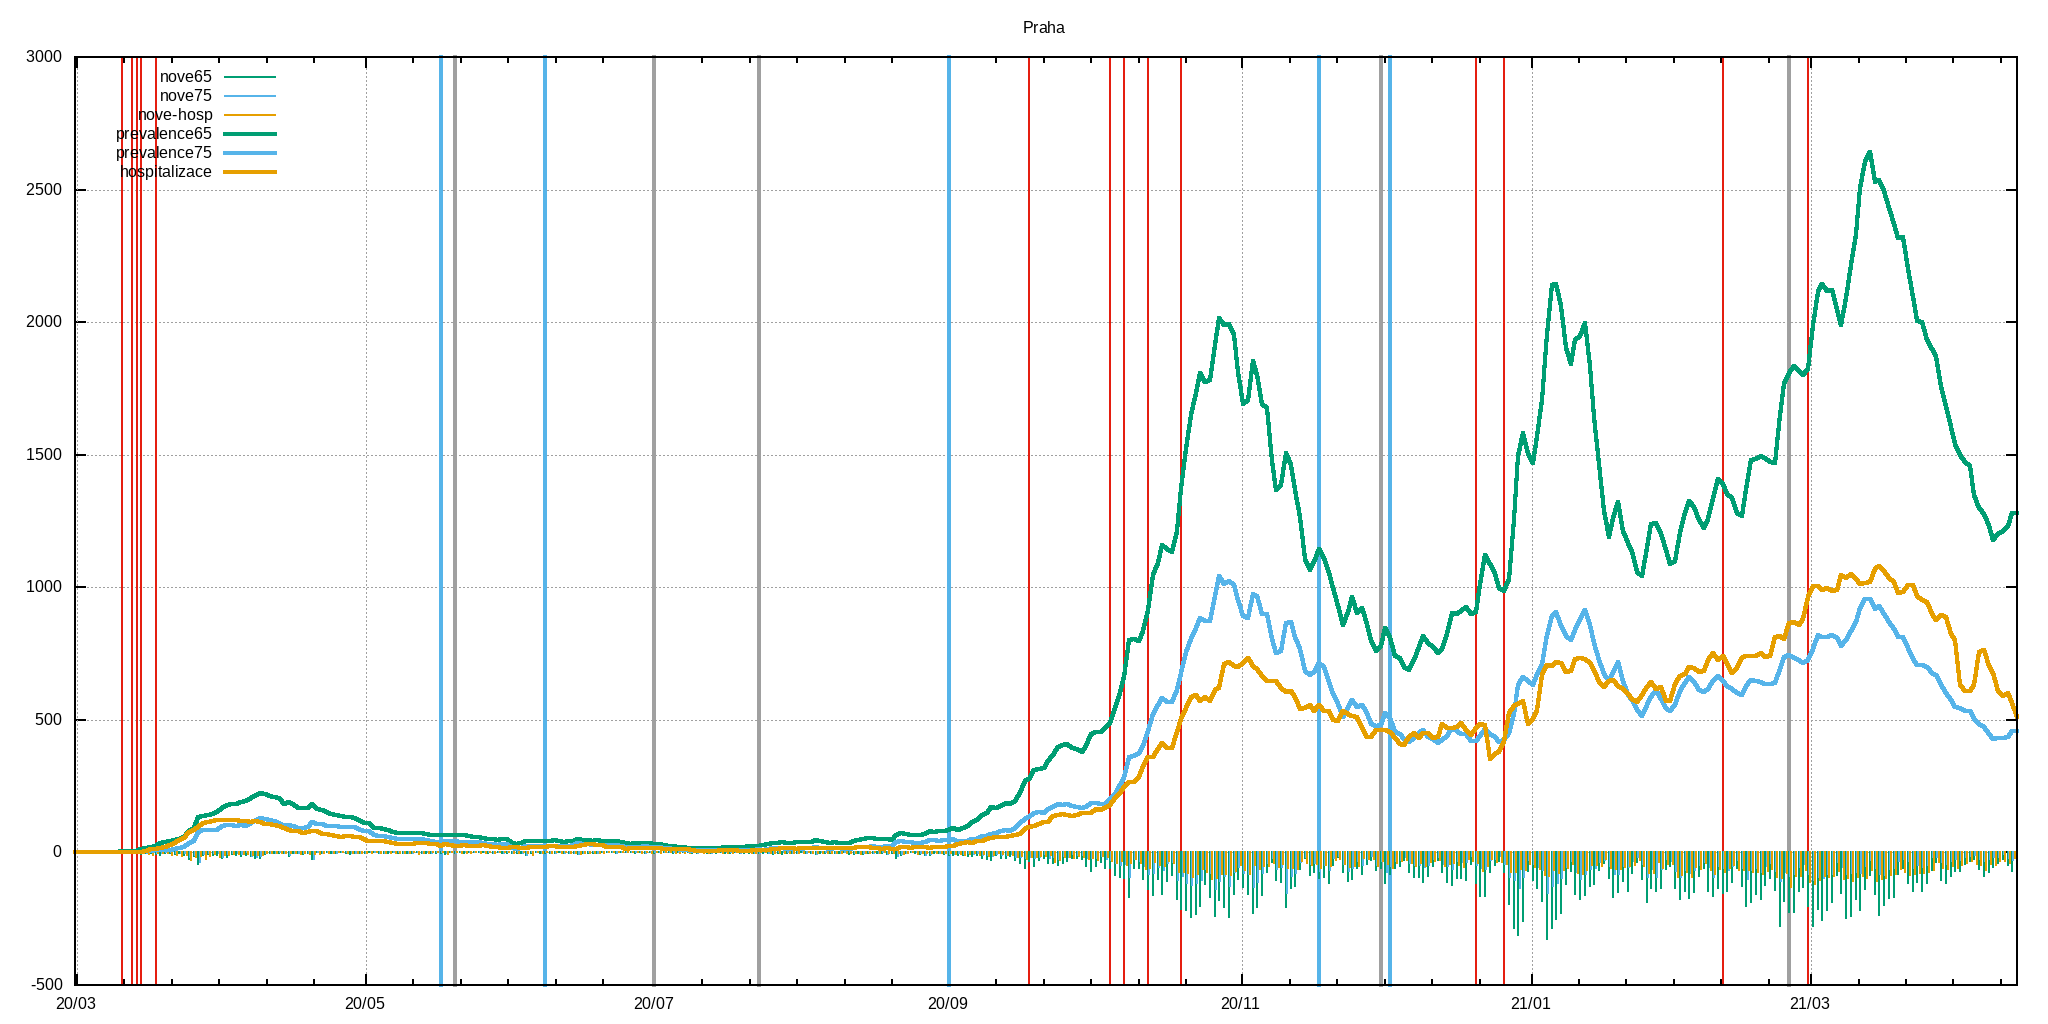 Praha
3000
nove65
nove75
nove-hosp
prevalence65
prevalence75
hospitalizace
2500
2000
1500
1000
500
0
-500
20/03 20/05 20/07 20/09 20/11 21/01 21/03